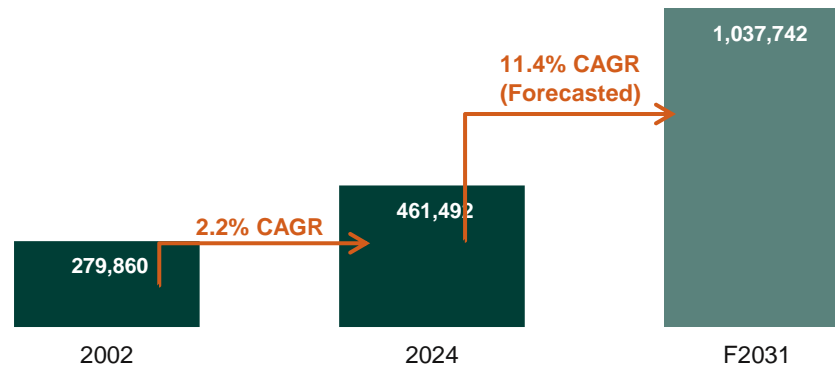 1,037,742
11.4% CAGR
(Forecasted)
461,492
2.2% CAGR
279,860
2002
2024
F2031